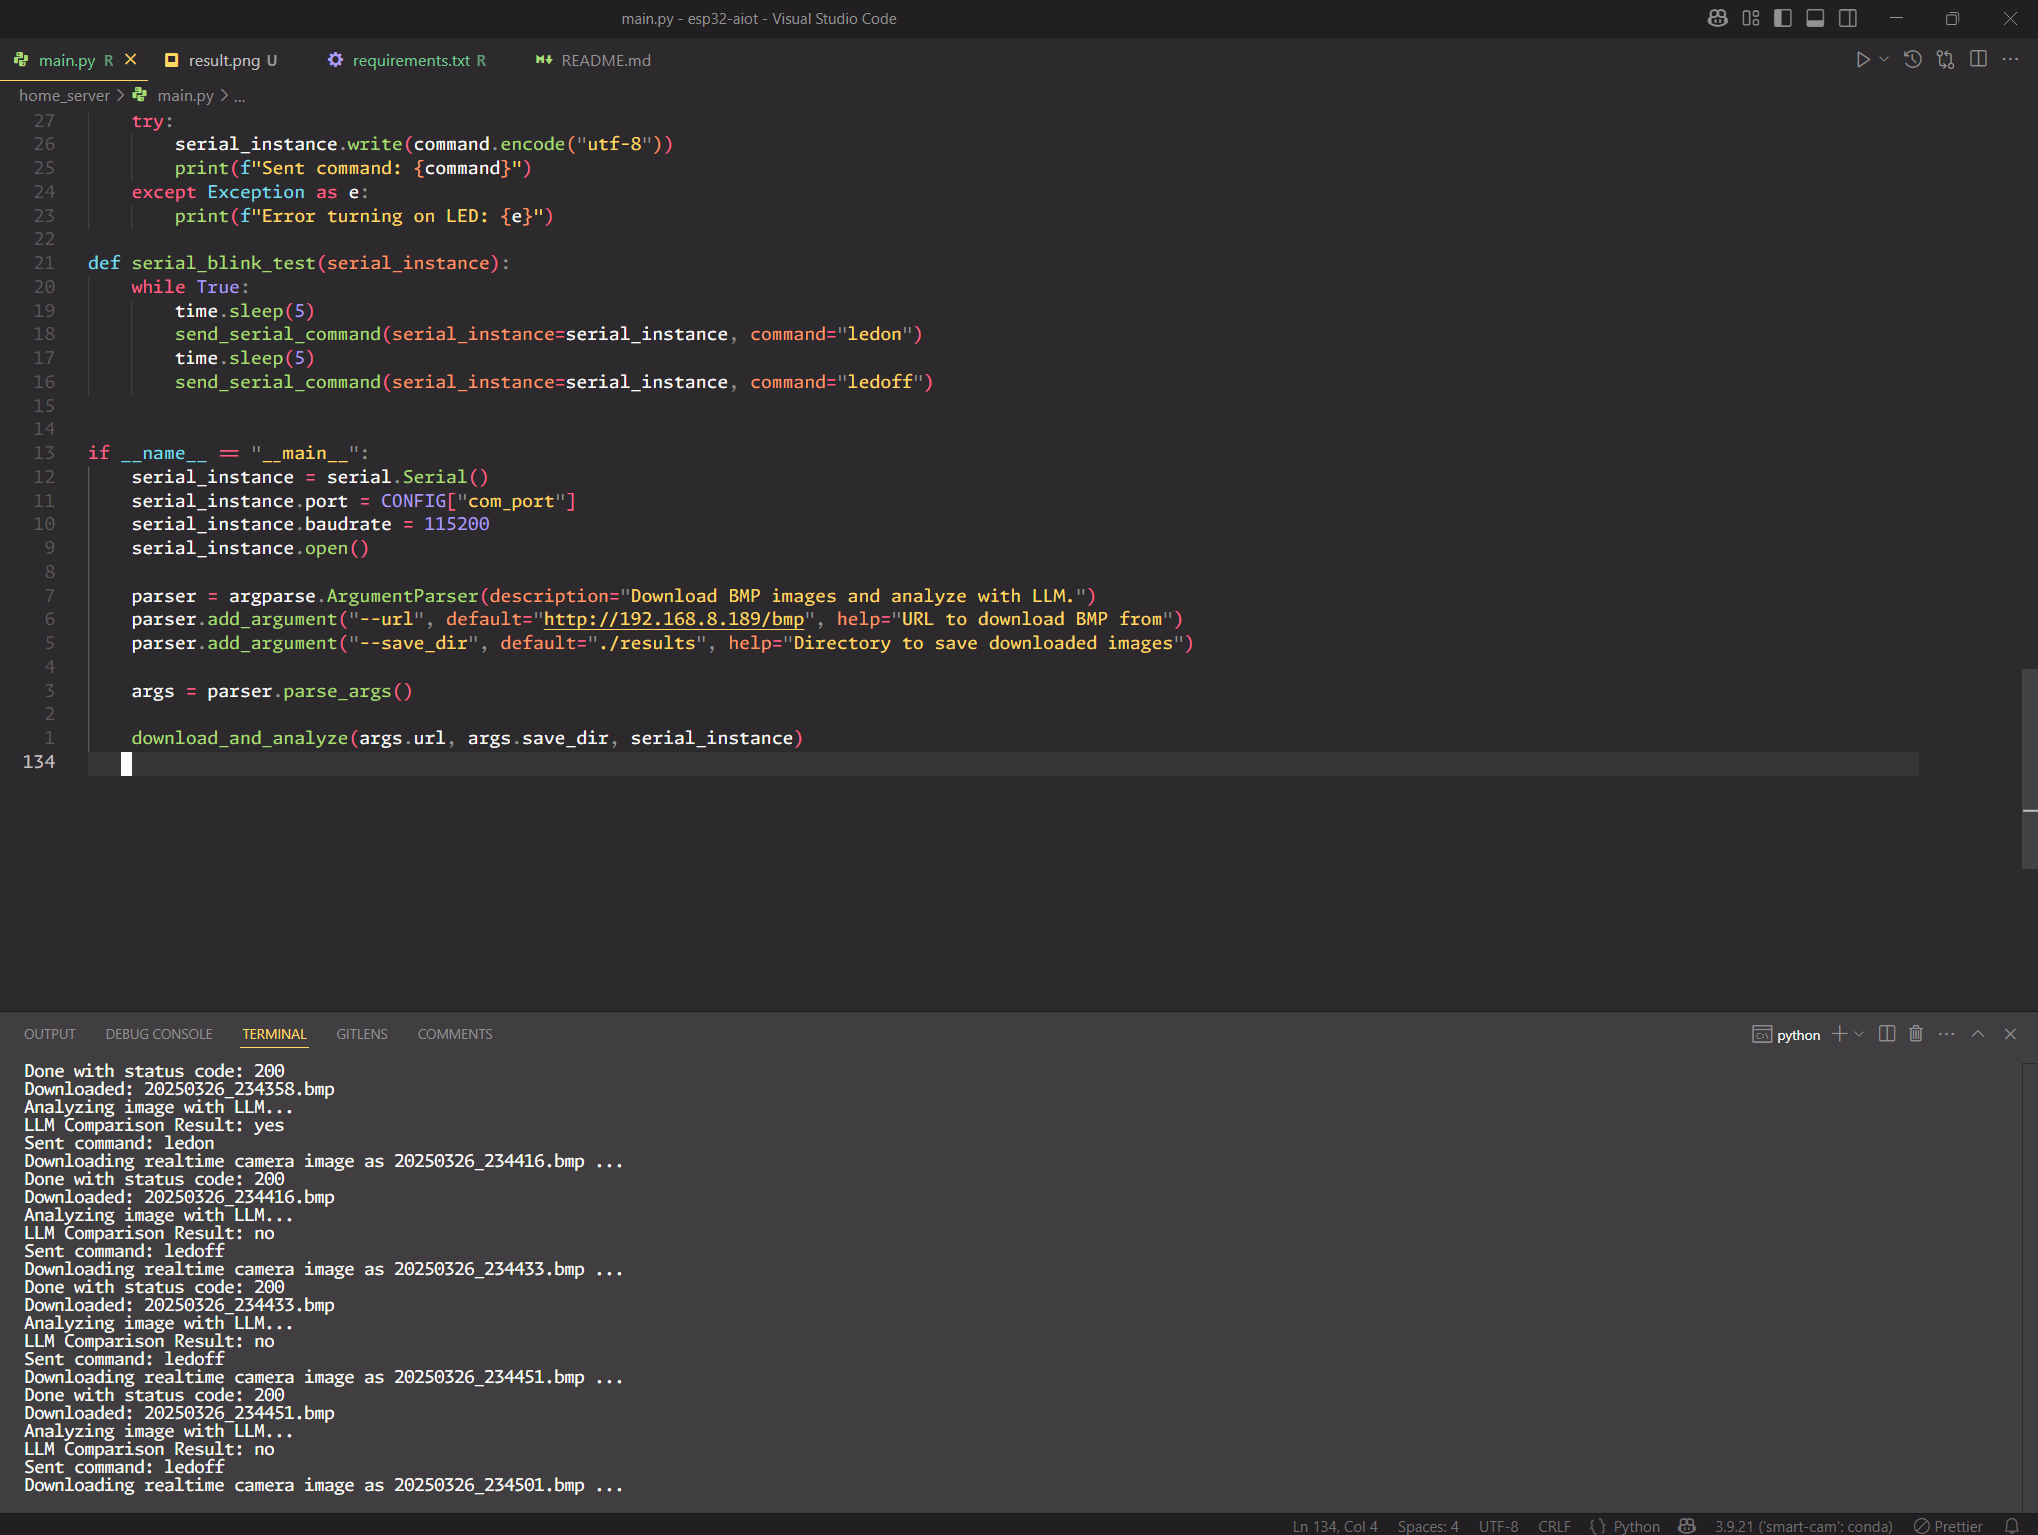 main.py - esp32-aiot - Visual Studio Code
main.py R result.png U requirements.txt R README.md
home_server > main.py > ...
27 try:
26 serial_instance.write(command.encode("utf-8"))
25 print(f"Sent command: {command}")
24 except Exception as e:
23 print(f"Error turning on LED: {e}")
22
21 def serial_blink_test(serial_instance):
20 while True:
19 time.sleep(5)
18 send_serial_command(serial_instance=serial_instance, command="ledon")
17 time.sleep(5)
16 send_serial_command(serial_instance=serial_instance, command="ledoff")
15
14
13 if __name__ == "__main__":
12 serial_instance = serial.Serial()
11 serial_instance.port = CONFIG["com_port"]
10 serial_instance.baudrate = 115200
9 serial_instance.open()
8
7 parser = argparse.ArgumentParser(description="Download BMP images and analyze with LLM.")
6 parser.add_argument("--url", default="http://192.168.8.189/bmp", help="URL to download BMP from")
5 parser.add_argument("--save_dir", default="./results", help="Directory to save downloaded images")
4
3 args = parser.parse_args()
2
1 download_and_analyze(args.url, args.save_dir, serial_instance)
134
OUTPUT DEBUG CONSOLE TERMINAL GITLENS COMMENTS python
Done with status code: 200
Downloaded: 20250326_234358.bmp
Analyzing image with LLM...
LLM Comparison Result: yes
Sent command: ledon
Downloading realtime camera image as 20250326_234416.bmp ...
Done with status code: 200
Downloaded: 20250326_234416.bmp
Analyzing image with LLM...
LLM Comparison Result: no
Sent command: ledoff
Downloading realtime camera image as 20250326_234433.bmp ...
Done with status code: 200
Downloaded: 20250326_234433.bmp
Analyzing image with LLM...
LLM Comparison Result: no
Sent command: ledoff
Downloading realtime camera image as 20250326_234451.bmp ...
Done with status code: 200
Downloaded: 20250326_234451.bmp
Analyzing image with LLM...
LLM Comparison Result: no
Sent command: ledoff
Downloading realtime camera image as 20250326_234501.bmp ...
Ln 134, Col 4 Spaces: 4 UTF-8 CRLF {} Python 3.9.21 ('smart-cam': conda) Prettier